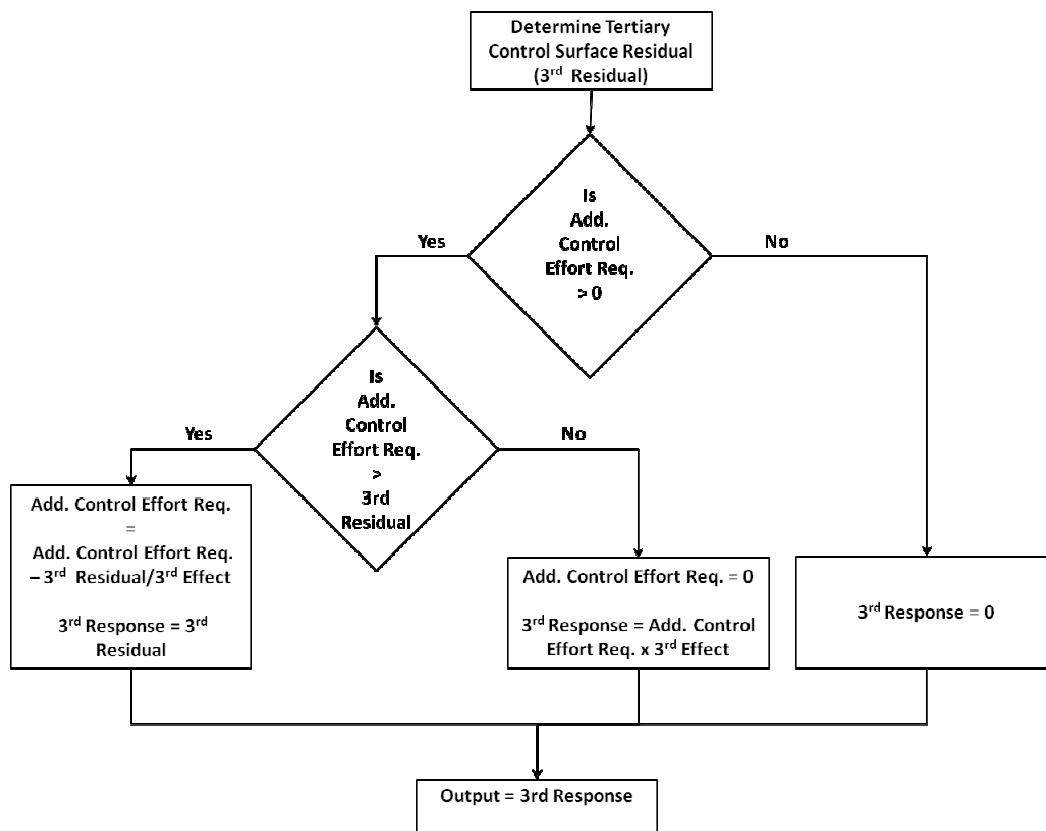 Determine Tertiary
Control Surface Residual
(3rd Residual)
Is
Add.
Control
Effort Req.
> 0
Yes
No
Is
Add.
Control
Effort Req.
>
3rd
Residual
Yes
No
Add. Control Effort Req.
=
Add. Control Effort Req.
– 3rd Residual/3rd Effect
3rd Response = 3rd
Residual
Add. Control Effort Req. = 0
3rd Response = Add. Control
Effort Req. x 3rd Effect
3rd Response = 0
Output = 3rd Response